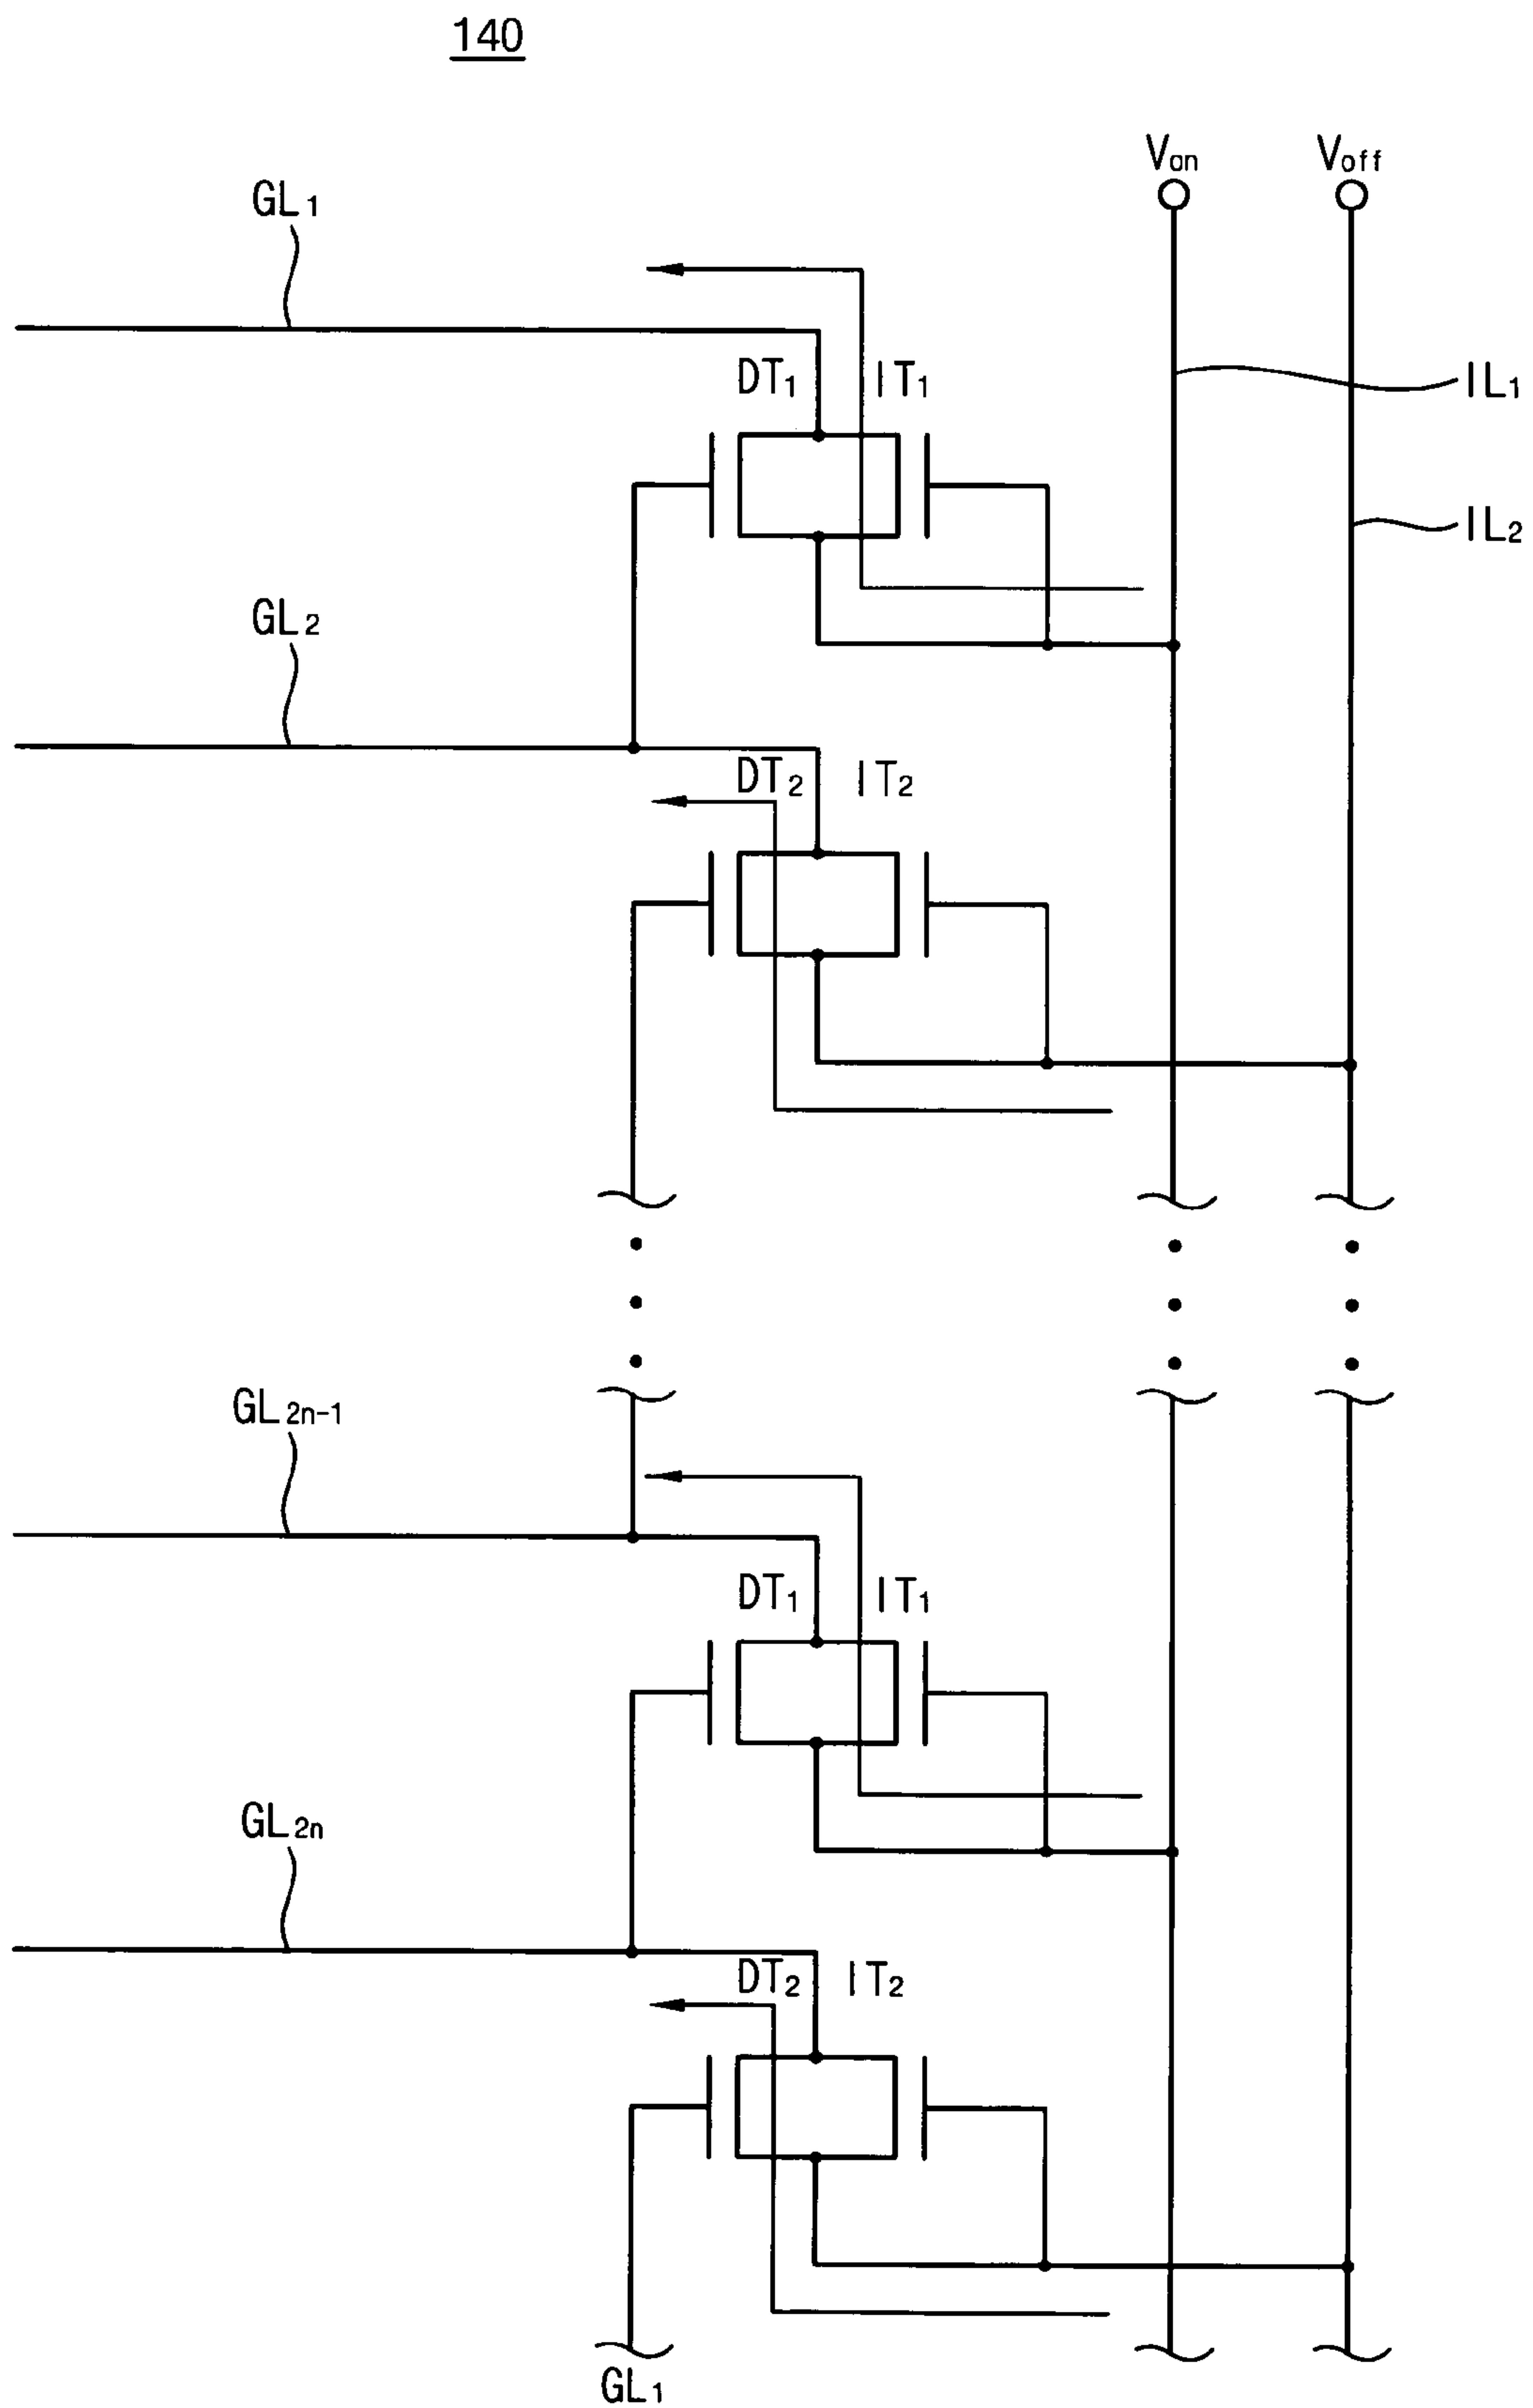 140
Von Voff
GL1
DT1 IT1
IL1
IL2
GL2
DT2 IT2
GL2n-1
DT1 IT1
GL2n
DT2 IT2
GL1